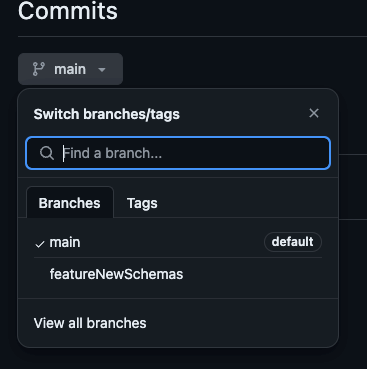 Commits
main
Switch branches/tags
Find a branch...
Branches Tags
main default
featureNewSchemas
View all branches